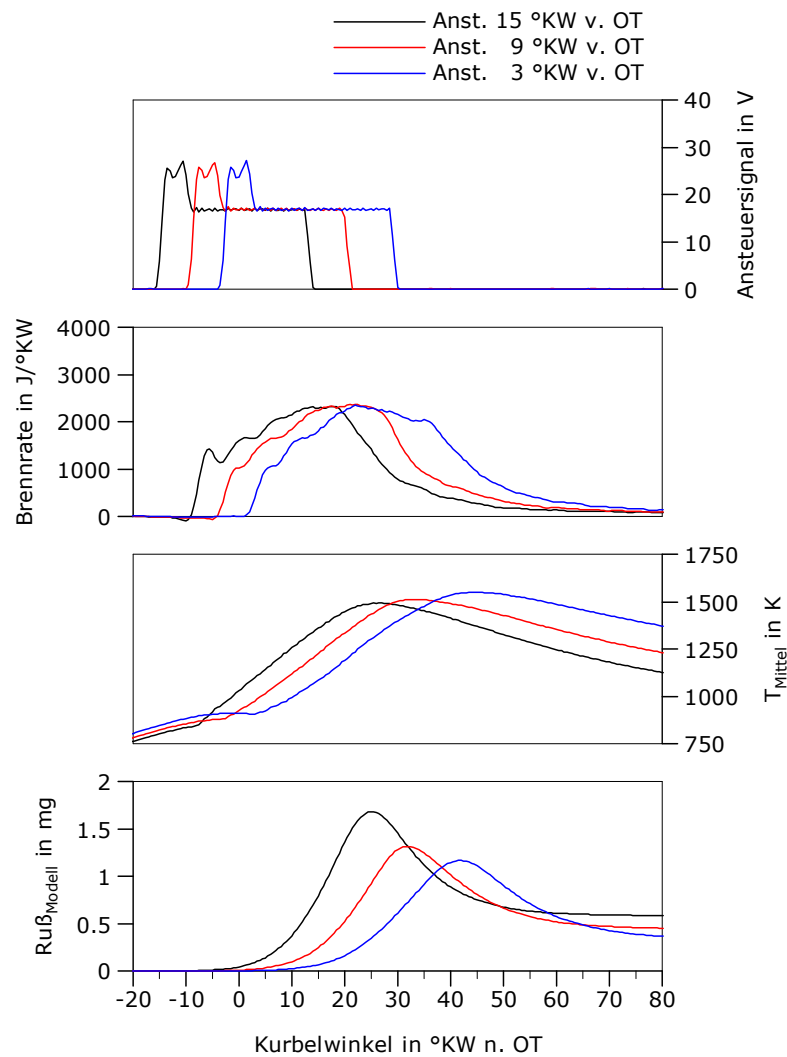 Anst. 15 °KW v. OT
Anst. 9 °KW v. OT
Anst. 3 °KW v. OT
40
30
20
10
0
Ansteuersignal in V
4000
3000
2000
1000
0
Brennrate in J/°KW
1750
1500
1250
1000
750
TMittel in K
2
1.5
1
0.5
0
RußModell in mg
-20 -10 0 10 20 30 40 50 60 70 80
Kurbelwinkel in °KW n. OT